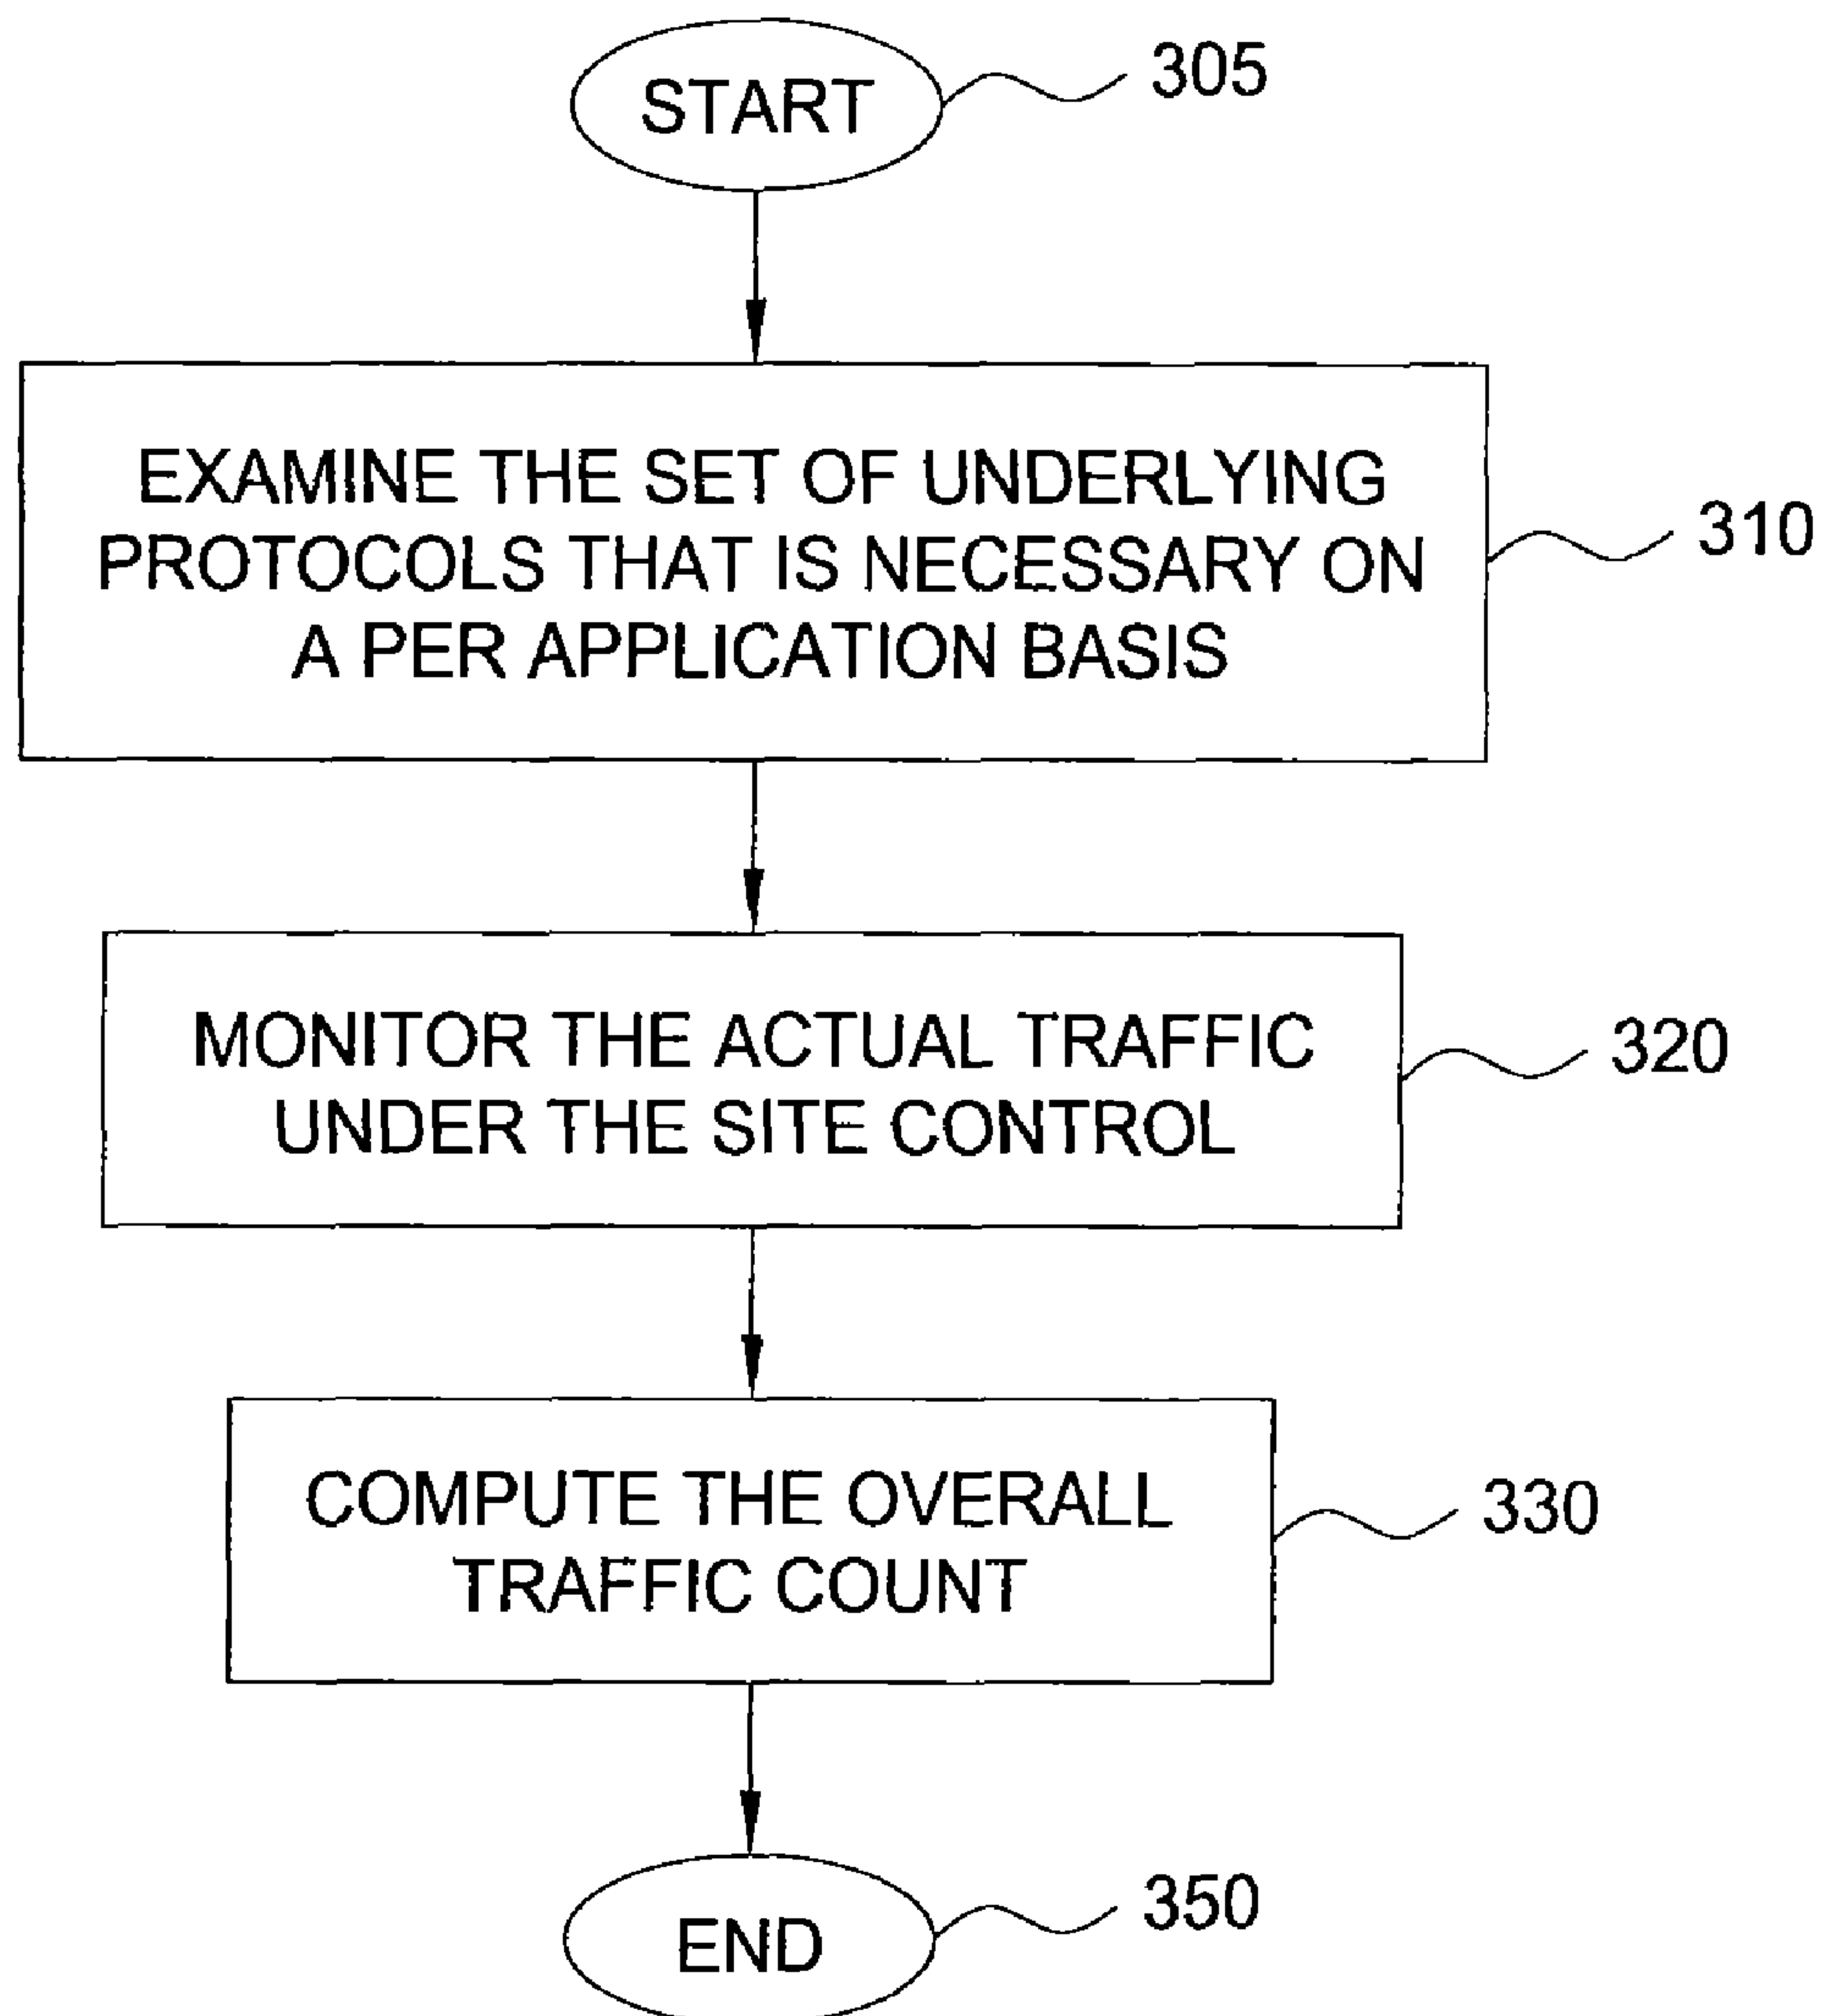 START
305
EXAMINE THE SET OF UNDERLYING
PROTOCOLS THAT IS NECESSARY ON
A PER APPLICATION BASIS
310
MONITOR THE ACTUAL TRAFFIC
UNDER THE SITE CONTROL
320
COMPUTE THE OVERALL
TRAFFIC COUNT
330
END
350